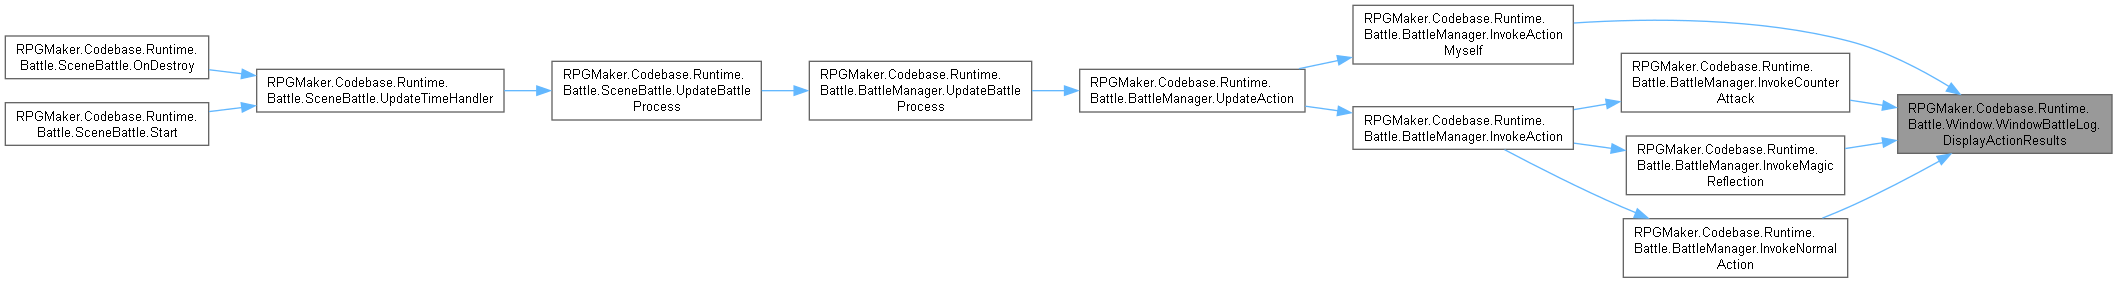 RPGMaker.Codebase.Runtime.
Battle.SceneBattle.OnDestroy
RPGMaker.Codebase.Runtime.
Battle.SceneBattle.Start
RPGMaker.Codebase.Runtime.
Battle.SceneBattle.UpdateTimeHandler
RPGMaker.Codebase.Runtime.
Battle.SceneBattle.UpdateBattle
Process
RPGMaker.Codebase.Runtime.
Battle.BattleManager.UpdateBattle
Process
RPGMaker.Codebase.Runtime.
Battle.BattleManager.UpdateAction
RPGMaker.Codebase.Runtime.
Battle.BattleManager.InvokeAction
Myself
RPGMaker.Codebase.Runtime.
Battle.BattleManager.InvokeAction
RPGMaker.Codebase.Runtime.
Battle.BattleManager.InvokeCounter
Attack
RPGMaker.Codebase.Runtime.
Battle.BattleManager.InvokeMagic
Reflection
RPGMaker.Codebase.Runtime.
Battle.BattleManager.InvokeNormal
Action
RPGMaker.Codebase.Runtime.
Battle.Window.WindowBattleLog.
DisplayActionResults